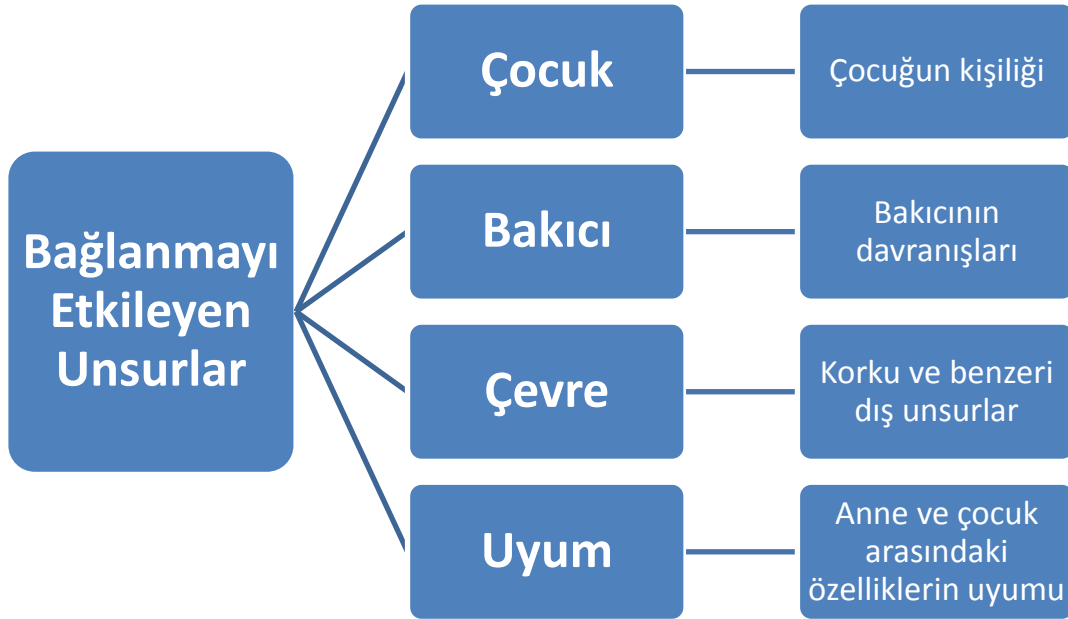 Bağlanmayı
Etkileyen
Unsurlar
Çocuk
Çocuğun kişiliği
Bakıcı
Bakıcının
davranışları
Çevre
Korku ve benzeri
dış unsurlar
Uyum
Anne ve çocuk
arasındaki
özelliklerin uyumu